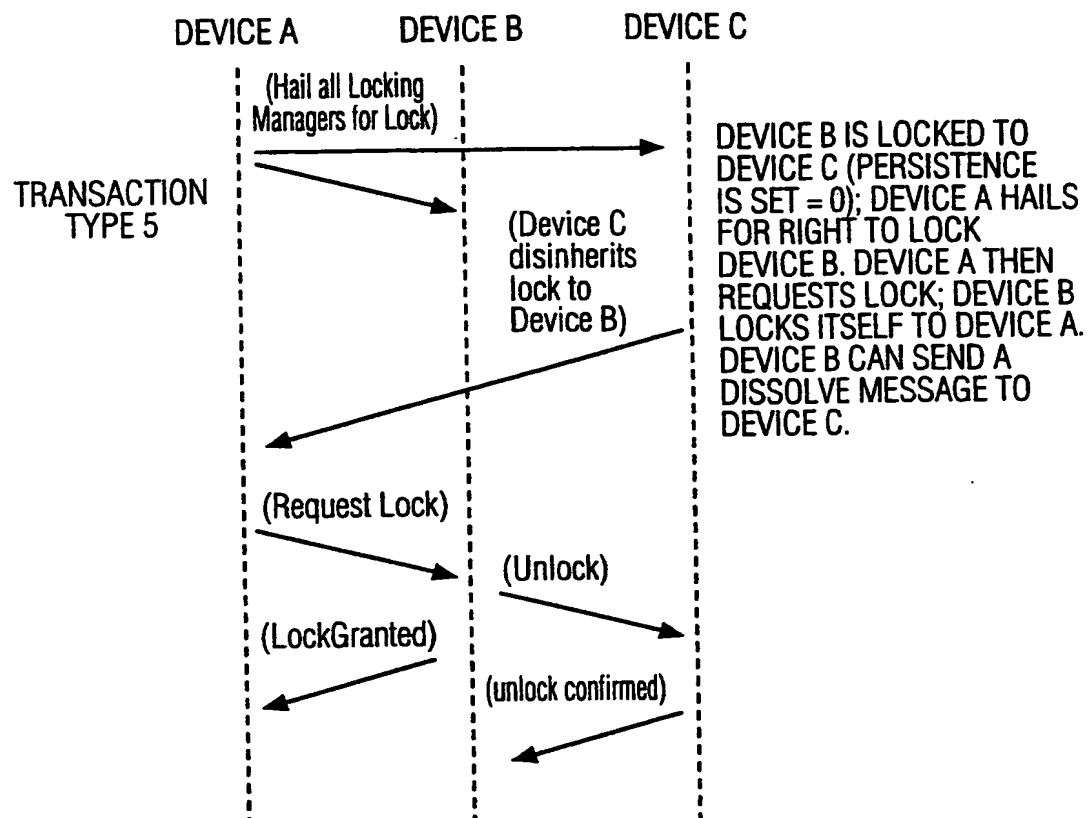 DEVICE A DEVICE B DEVICE C
(Hail all Locking
Managers for Lock)
TRANSACTION
TYPE 5
(Device C
disinherits
lock to
Device B)
DEVICE B IS LOCKED TO
DEVICE C (PERSISTENCE
IS SET = 0); DEVICE A HAILS
FOR RIGHT TO LOCK
DEVICE B. DEVICE A THEN
REQUESTS LOCK; DEVICE B
LOCKS ITSELF TO DEVICE A.
DEVICE B CAN SEND A
DISSOLVE MESSAGE TO
DEVICE C.
(Request Lock)
(Unlock)
(LockGranted)
(unlock confirmed)